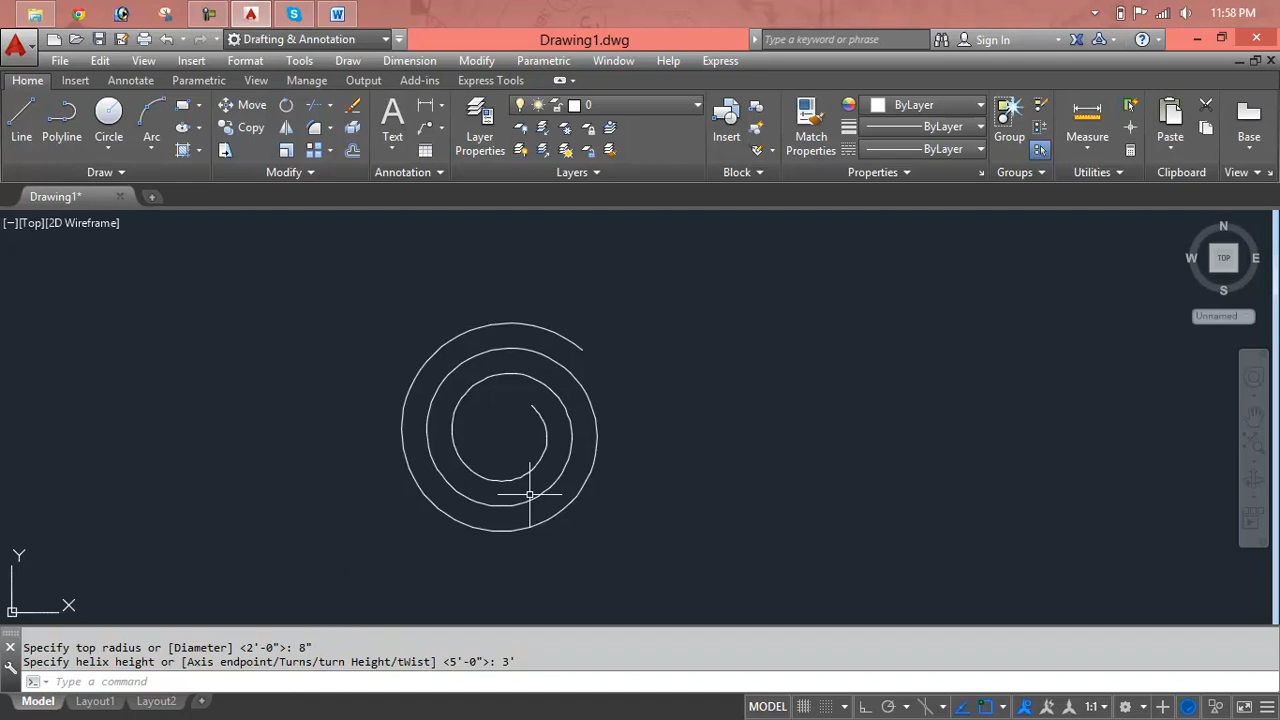 11:58 PM
Drafting & Annotation
Drawing1.dwg
Type a keyword or phrase
Sign In
File Edit View Insert Format Tools Draw Dimension Modify Parametric Window Help Express
Home Insert Annotate Parametric View Manage Output Add-ins Express Tools
Move
0
ByLayer
Copy
ByLayer
Line Polyline Circle Arc
Text
Layer Properties
Insert
Match Properties
ByLayer
Group
Measure
Paste
Base
Draw Modify Annotation Layers Block Properties Groups Utilities Clipboard View
Drawing1*
[−][Top][2D Wireframe]
N
W TOP E
S
Unnamed
Y
X
Specify top radius or [Diameter] <2'-0">: 8"
Specify helix height or [Axis endpoint/Turns/turn Height/tWist] <5'-0">: 3'
Type a command
Model Layout1 Layout2 +
MODEL
1:1